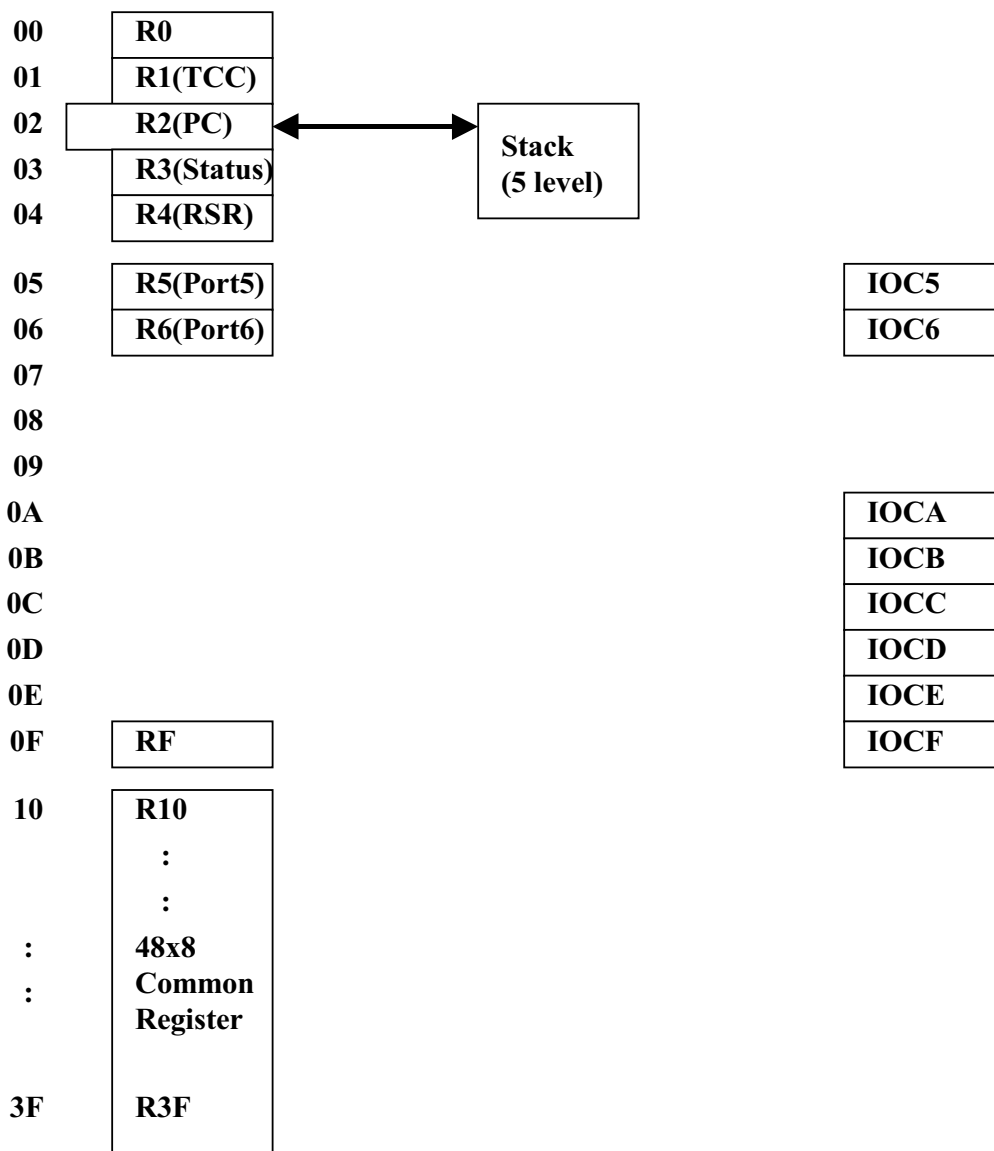 00 R0
01 R1(TCC)
02 R2(PC)
Stack
03 R3(Status)
(5 level)
04 R4(RSR)
05 R5(Port5) IOC5
06 R6(Port6) IOC6
07
08
09
0A IOCA
0B IOCB
0C IOCC
0D IOCD
0E IOCE
0F RF IOCF
10 R10
:
:
: 48x8
: Common
Register
3F R3F